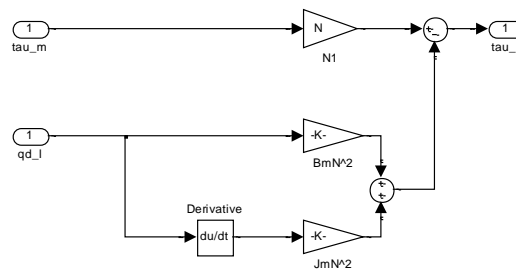 1
tau_m
N
N1
+
-
1
tau_
1
qd_l
-K-
BmN^2
+
+
Derivative
du/dt
-K-
JmN^2